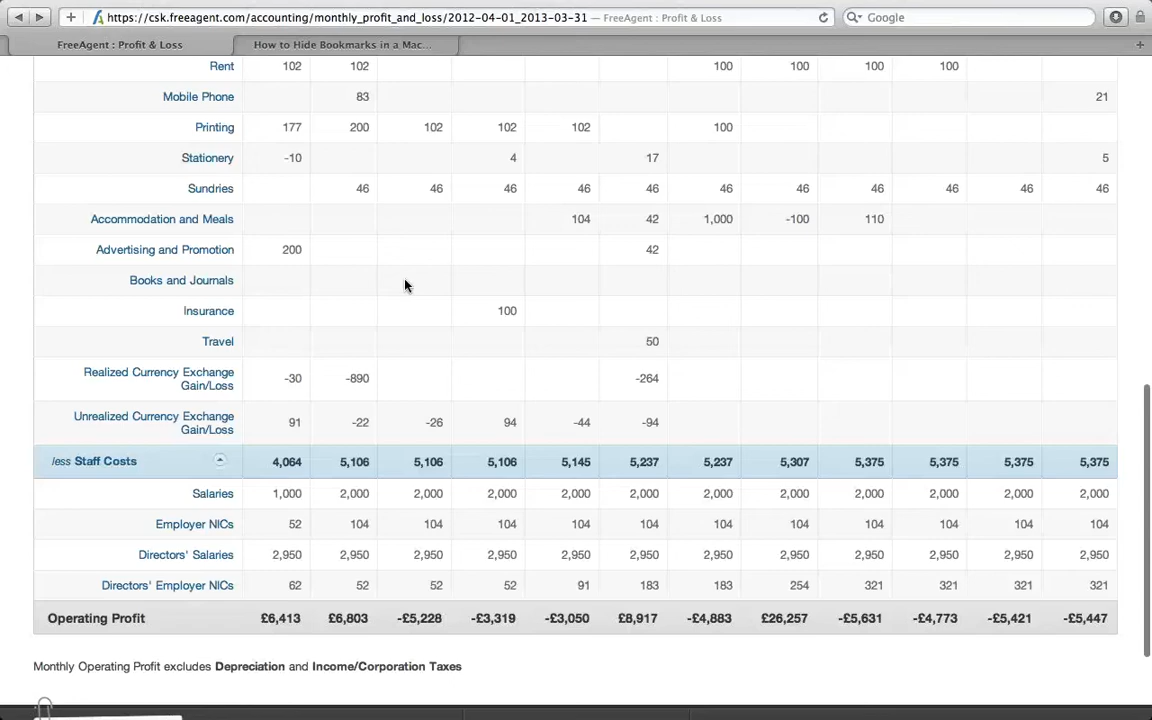 https://csk.freeagent.com/accounting/monthly_profit_and_loss/2012-04-01_2013-03-31 — FreeAgent : Profit & Loss
Google
FreeAgent : Profit & Loss
How to Hide Bookmarks in a Mac...
Rent 102 102 100 100 100 100
Mobile Phone 83 21
Printing 177 200 102 102 102 100
Stationery -10 4 17 5
Sundries 46 46 46 46 46 46 46 46 46 46 46
Accommodation and Meals 104 42 1,000 -100 110
Advertising and Promotion 200 42
Books and Journals
Insurance 100
Travel 50
Realized Currency Exchange
Gain/Loss -30 -890 -264
Unrealized Currency Exchange
Gain/Loss 91 -22 -26 94 -44 -94
less Staff Costs 4,064 5,106 5,106 5,106 5,145 5,237 5,237 5,307 5,375 5,375 5,375 5,375
Salaries 1,000 2,000 2,000 2,000 2,000 2,000 2,000 2,000 2,000 2,000 2,000 2,000
Employer NICs 52 104 104 104 104 104 104 104 104 104 104 104
Directors' Salaries 2,950 2,950 2,950 2,950 2,950 2,950 2,950 2,950 2,950 2,950 2,950 2,950
Directors' Employer NICs 62 52 52 52 91 183 183 254 321 321 321 321
Operating Profit £6,413 £6,803 -£5,228 -£3,319 -£3,050 £8,917 -£4,883 £26,257 -£5,631 -£4,773 -£5,421 -£5,447
Monthly Operating Profit excludes Depreciation and Income/Corporation Taxes